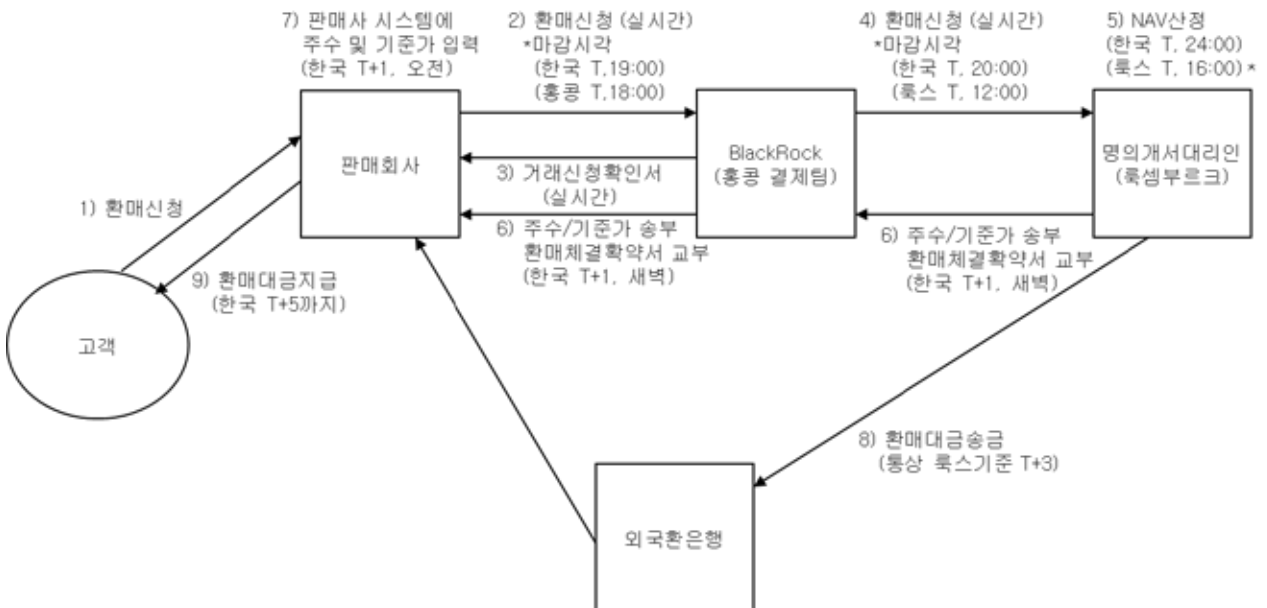 7) 판매사 시스템에
주수 및 기준가 입력
(한국 T+1, 오전)
2) 환매신청 (실시간)
*마감시각
(한국 T,19:00)
(홍콩 T,18:00)
4) 환매신청 (실시간)
*마감시각
(한국 T, 20:00)
(룩스 T, 12:00)
5) NAV산정
(한국 T, 24:00)
(룩스 T, 16:00)*
판매회사
BlackRock
(홍콩 결제팀)
명의개서대리인
(룩셈부르크)
3) 거래신청확인서
(실시간)
1) 환매신청
6) 주수/기준가 송부
환매체결확약서 교부
(한국 T+1, 새벽)
6) 주수/기준가 송부
환매체결확약서 교부
(한국 T+1, 새벽)
9) 환매대금지급
(한국 T+5까지)
고객
8) 환매대금송금
(통상 룩스기준 T+3)
외국환은행